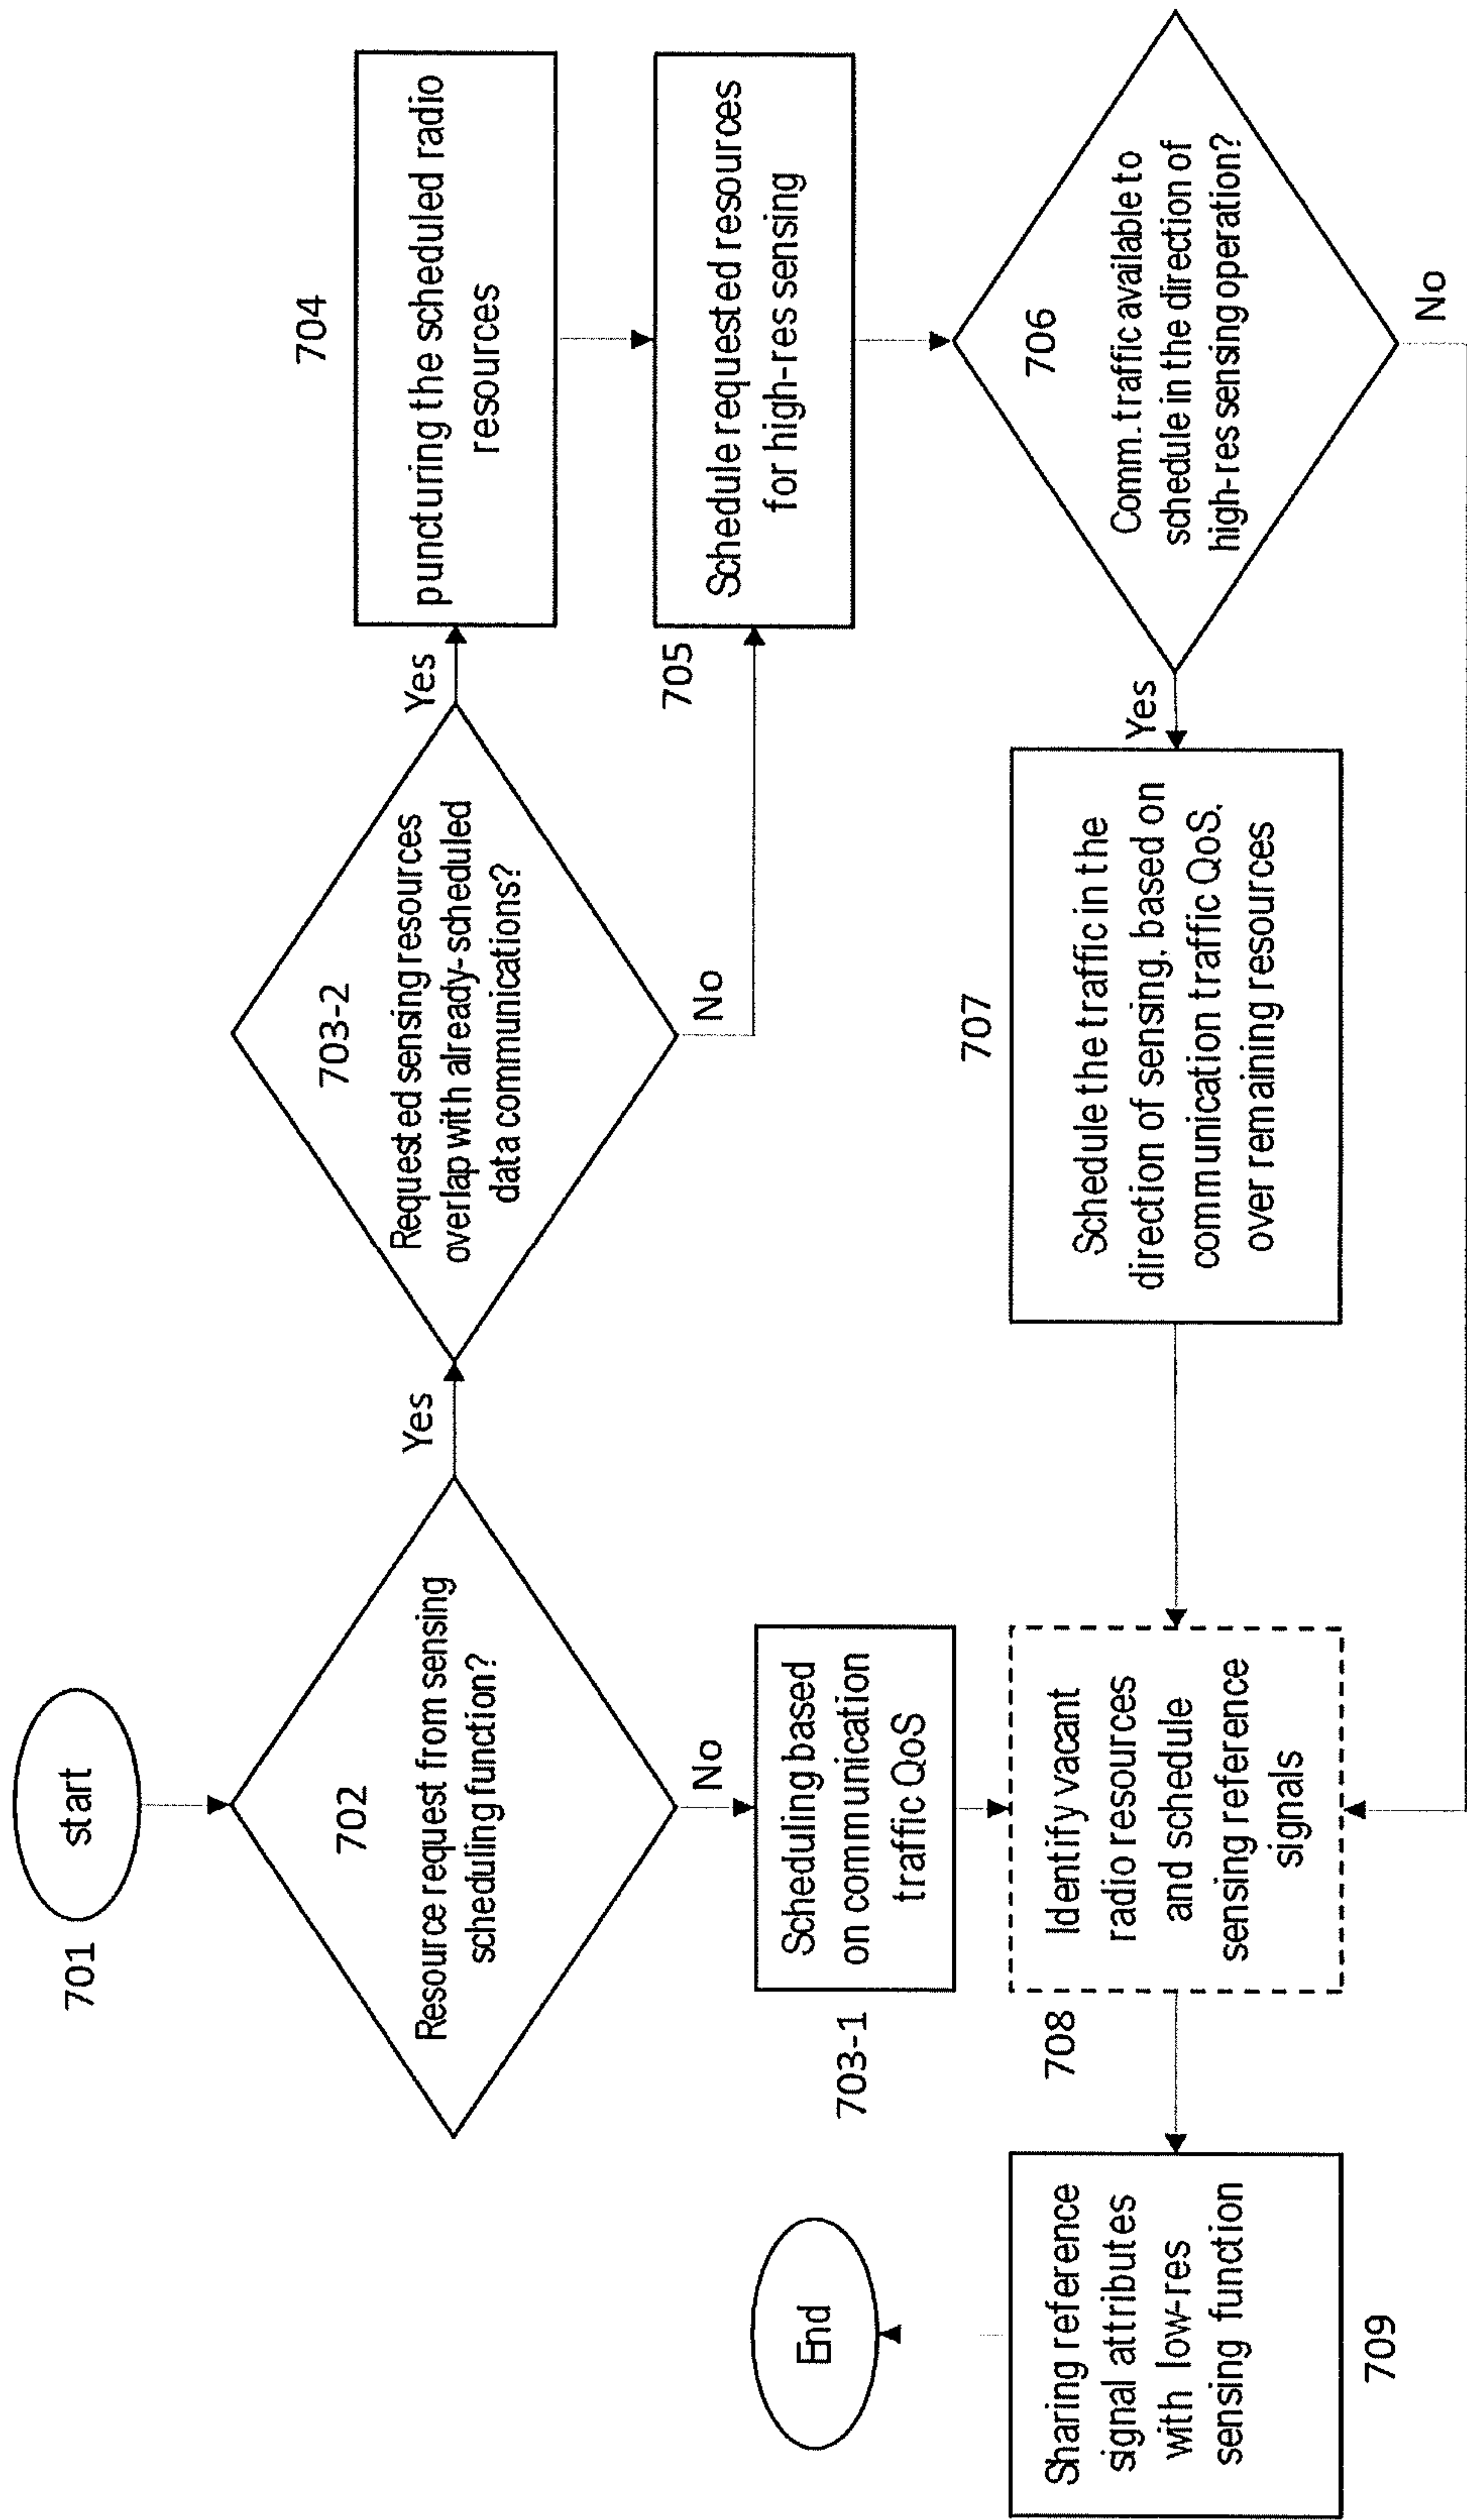 701
start
702
Resource request from sensing
scheduling function?
Yes
No
703-2
Requested sensing resources
overlap with already-scheduled
data communications?
Yes
No
704
puncturing the scheduled radio
resources
705
Schedule requested resources
for high-res sensing
706
Comm. traffic available to
schedule in the direction of
high-res sensing operation?
Yes
No
703-1
Scheduling based
on communication
traffic QoS
707
Schedule the traffic in the
direction of sensing, based on
communication traffic QoS.
over remaining resources
708
Identify vacant
radio resources
and schedule
sensing reference
signals
709
Sharing reference
signal attributes
with low-res
sensing function
End